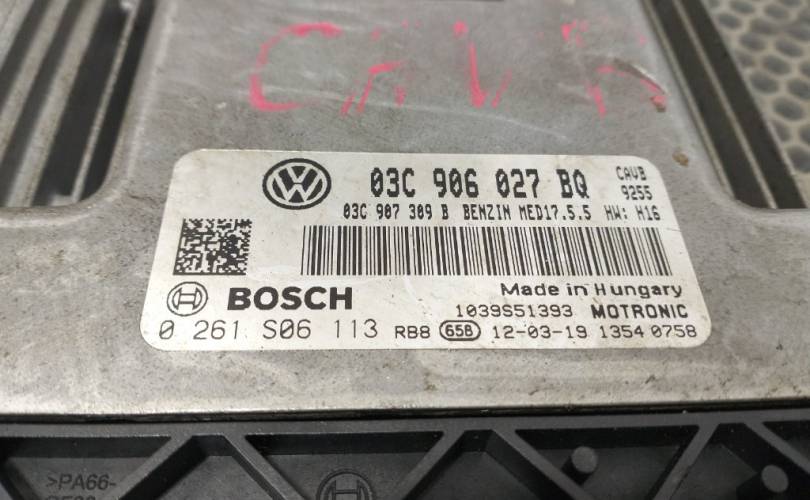 CAVB
VW
03C 906 027 BQ CAVB
9255
03C 907 309 B BENZIN MED17.5.5 HW: H16
BOSCH
Made in Hungary
1039S51393 MOTRONIC
0 261 S06 113 RB8 658 12-03-19 1354 0758
>PA66-